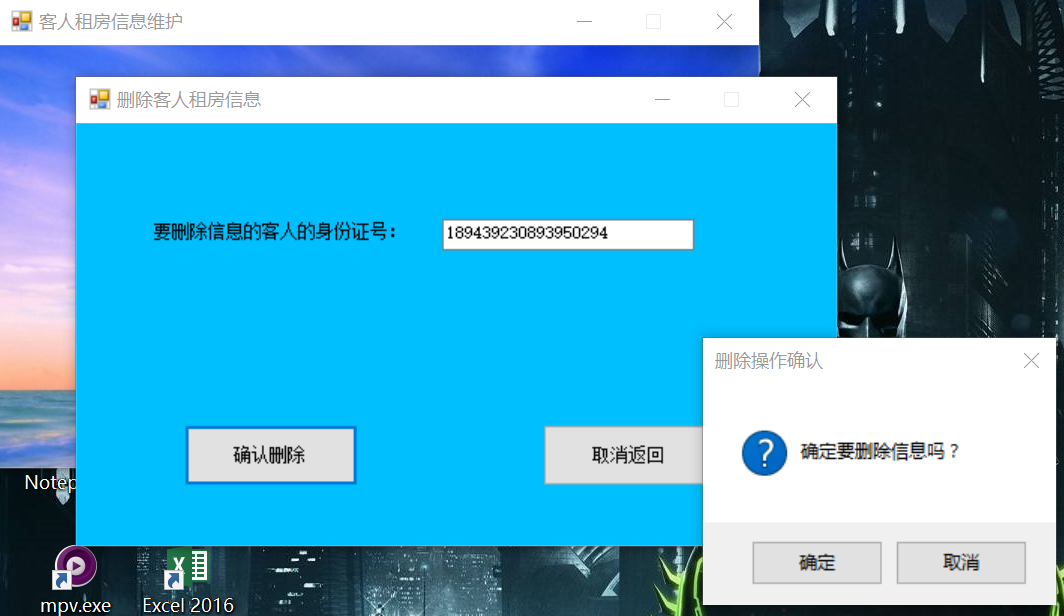 客人租房信息维护
删除客人租房信息
要删除信息的客人的身份证号：
189439230893950294
确认删除
取消返回
删除操作确认
?
确定要删除信息吗？
确定
取消
Notep
mpv.exe
Excel 2016